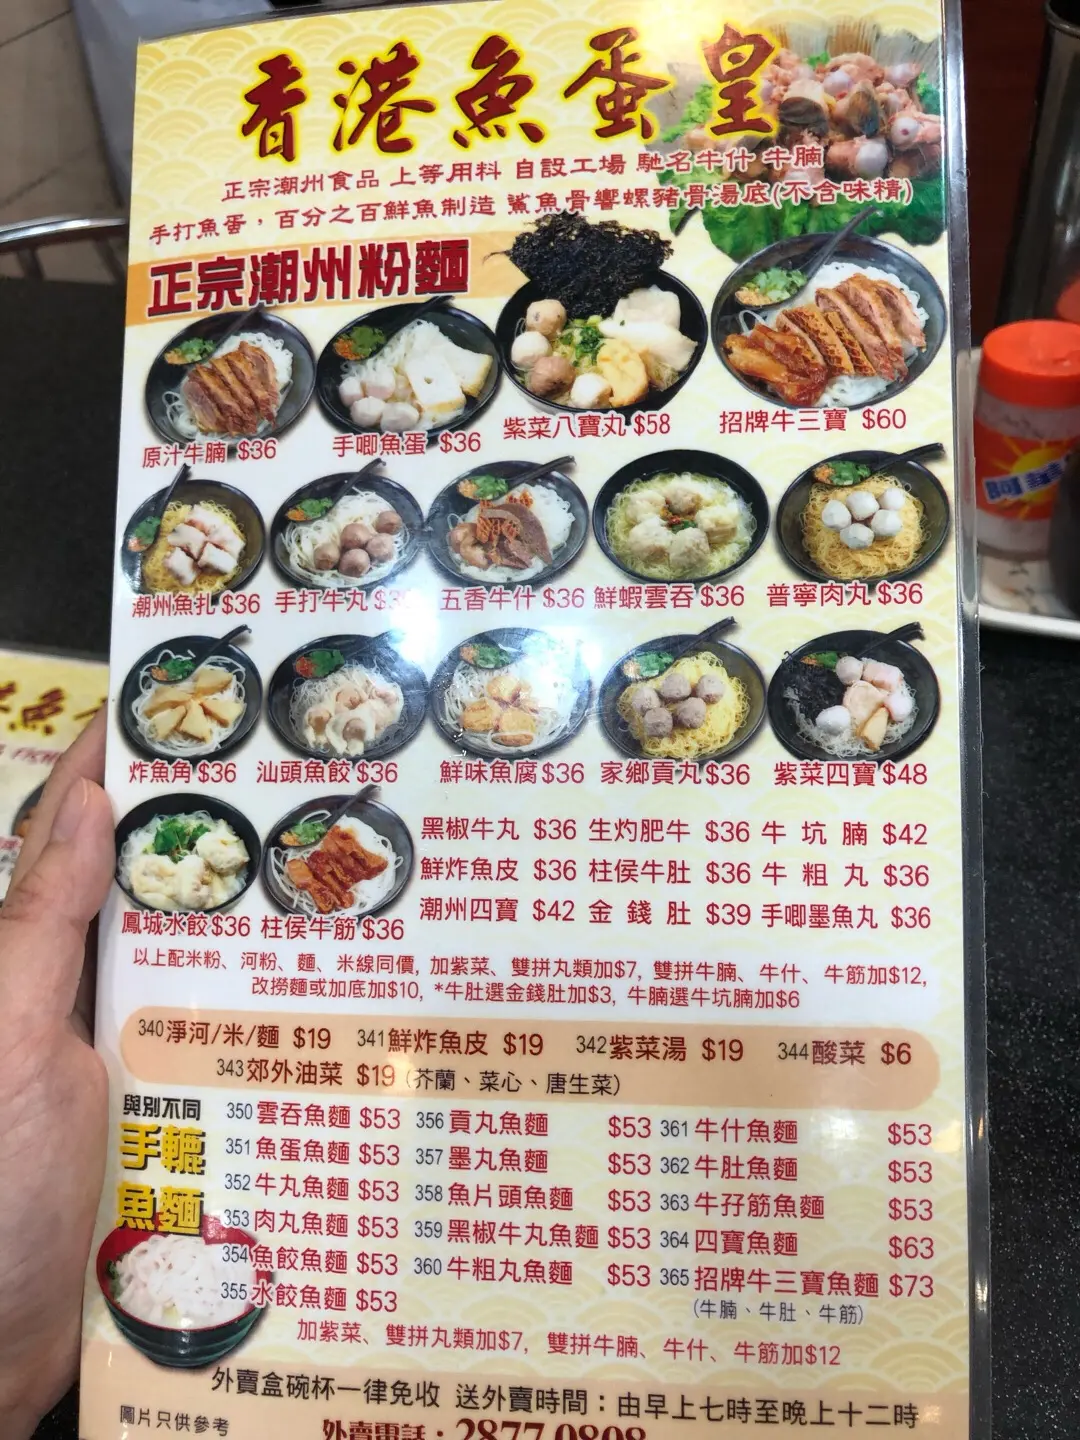 香港魚蛋皇
正宗潮州食品 上等用料 自設工場 馳名牛什 牛腩
手打魚蛋，百分之百鮮魚制造 鯊魚骨響螺豬骨湯底(不含味精)
正宗潮州粉麵
原汁牛腩 $36 手唧魚蛋 $36 紫菜八寶丸 $58 招牌牛三寶 $60
潮州魚扎 $36 手打牛丸 五香牛什 $36 鮮蝦雲吞 $36 普寧肉丸 $36
炸魚角 $36 汕頭魚餃 $36 鮮味魚腐 $36 家鄉貢丸 $36 紫菜四寶 $48
鳳城水餃 $36 柱侯牛筋 $36
黑椒牛丸 $36 生灼肥牛 $36 牛坑腩 $42
鮮炸魚皮 $36 柱侯牛肚 $36 牛粗丸 $36
潮州四寶 $42 金錢肚 $39 手唧墨魚丸 $36
以上配米粉、河粉、麵、米線同價, 加紫菜、雙拼丸類加$7, 雙拼牛腩、牛什、牛筋加$12,
改撈麵或加底加$10, *牛肚選金錢肚加$3, 牛腩選牛坑腩加$6
340 淨河/米/麵 $19 341 鮮炸魚皮 $19 342 紫菜湯 $19 344 酸菜 $6
343 郊外油菜 $19 (芥蘭、菜心、唐生菜)
與別不同
手轆
魚麵
350 雲吞魚麵 $53 356 貢丸魚麵 $53 361 牛什魚麵 $53
351 魚蛋魚麵 $53 357 墨丸魚麵 $53 362 牛肚魚麵 $53
352 牛丸魚麵 $53 358 魚片頭魚麵 $53 363 牛孖筋魚麵 $53
353 肉丸魚麵 $53 359 黑椒牛丸魚麵 $53 364 四寶魚麵 $63
354 魚餃魚麵 $53 360 牛粗丸魚麵 $53 365 招牌牛三寶魚麵 $73
355 水餃魚麵 $53 (牛腩、牛肚、牛筋)
加紫菜、雙拼丸類加$7, 雙拼牛腩、牛什、牛筋加$12
外賣盒碗杯一律免收 送外賣時間：由早上七時至晚上十二時
圖片只供參考
外賣電話：2877 0808